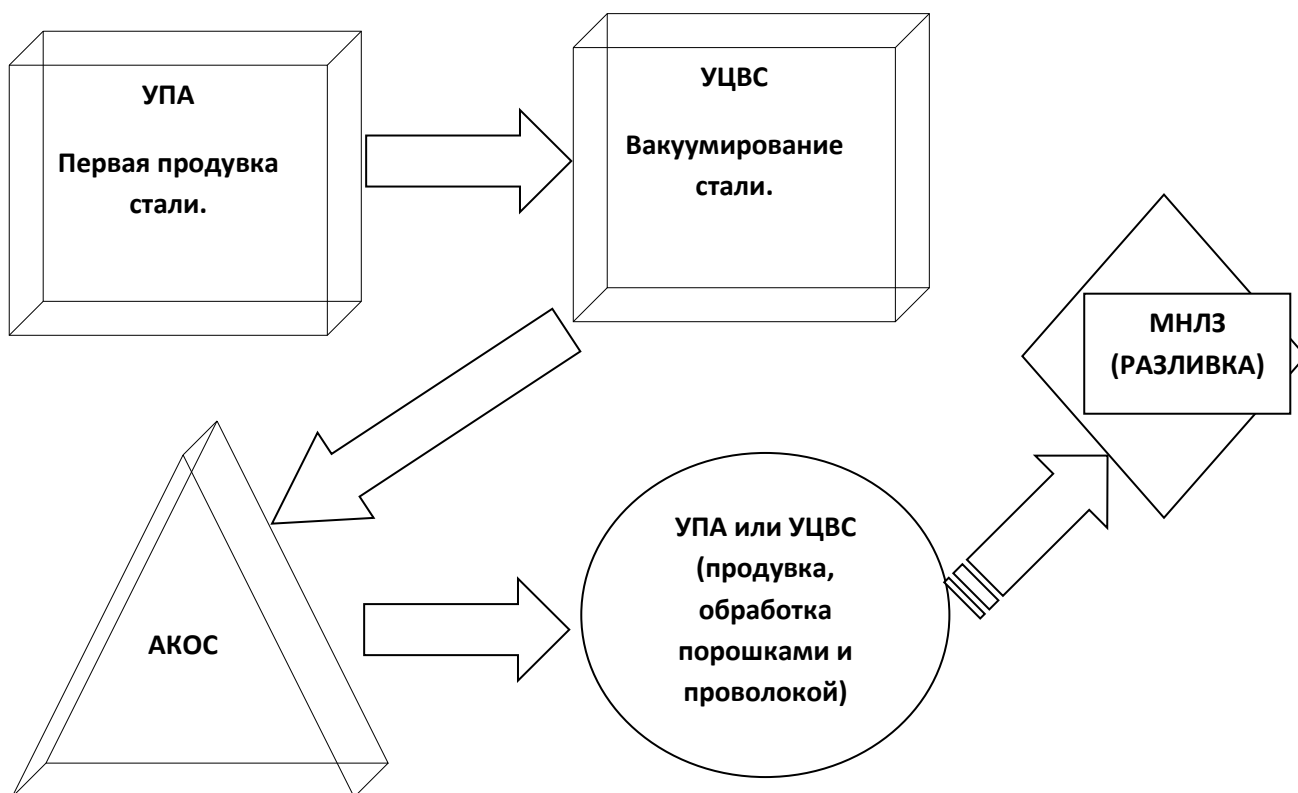 УПА
Первая продувка
стали.
УЦВС
Вакуумирование
стали.
МНЛЗ
(РАЗЛИВКА)
АКОС
УПА или УЦВС
(продувка,
обработка
порошками и
проволокой)